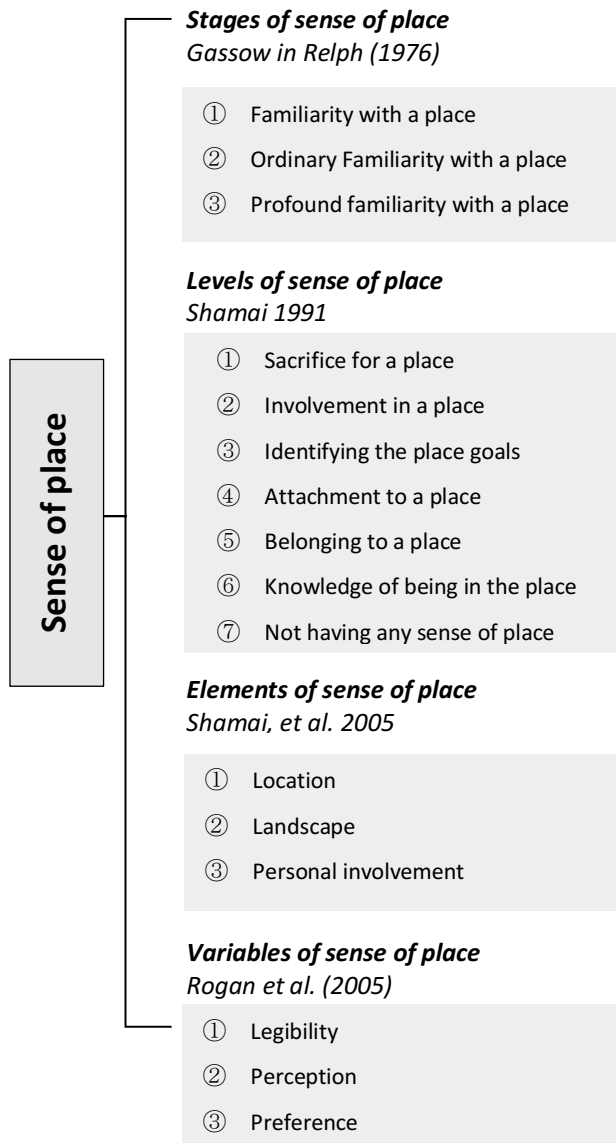 Stages of sense of place
Gassow in Relph (1976)
① Familiarity with a place
② Ordinary Familiarity with a place
③ Profound familiarity with a place
Levels of sense of place
Shamai 1991
① Sacrifice for a place
② Involvement in a place
③ Identifying the place goals
④ Attachment to a place
⑤ Belonging to a place
⑥ Knowledge of being in the place
⑦ Not having any sense of place
Sense of place
Elements of sense of place
Shamai, et al. 2005
① Location
② Landscape
③ Personal involvement
Variables of sense of place
Rogan et al. (2005)
① Legibility
② Perception
③ Preference